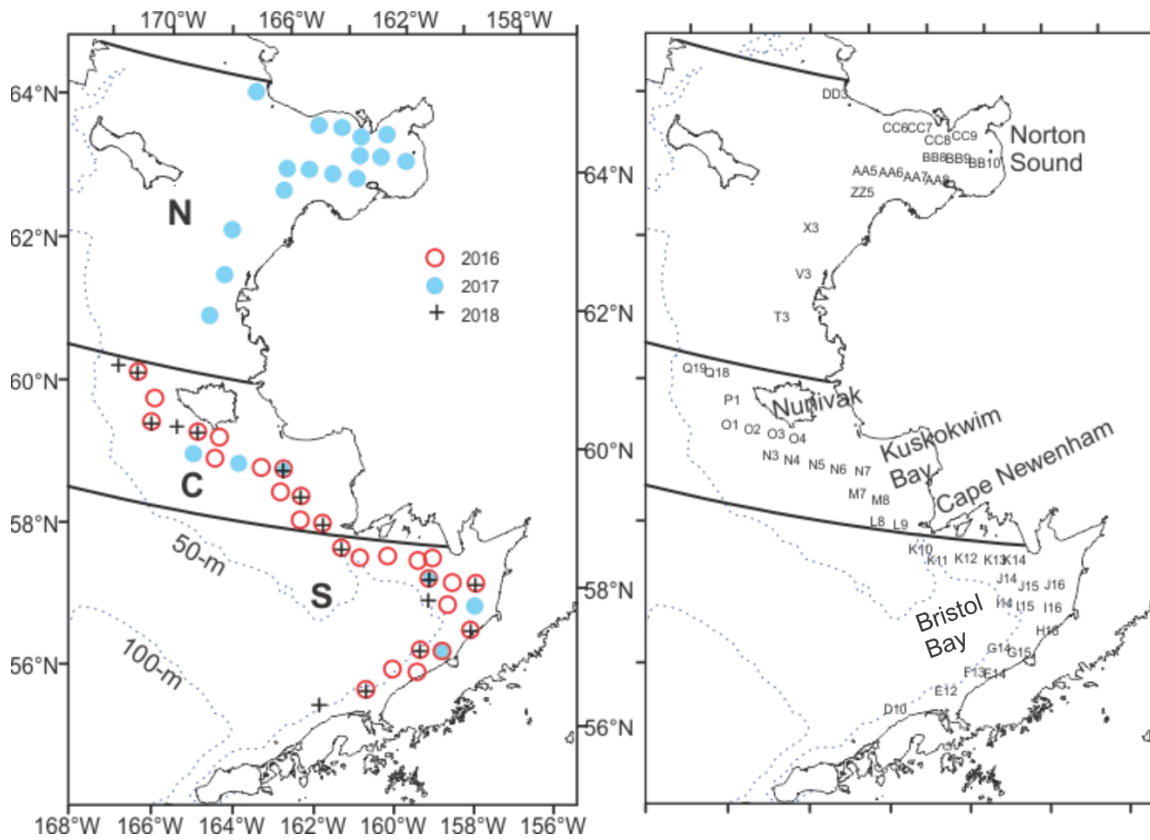 170°W 166°W 162°W 158°W
64°N
62°N
60°N
58°N
56°N
N
C
S
2016
2017
2018
50-m
100-m
168°W 166°W 164°W 162°W 160°W 158°W 156°W
64°N
62°N
60°N
58°N
56°N
DD3
CC6 CC7
CC8 CC9
Norton
Sound
BB8 BB9 BB10
AA5 AA6 AA7 AA8
ZZ5
X3
V3
T3
Q19 Q18
P1
Nunivak
O1 O2 O3 O4
Kuskokwim
Bay
N3 N4 N5 N6 N7
Cape Newenham
M7 M8
L8 L9
K10 K11 K12 K13 K14
J14 J15 J16
I14 I15 I16
Bristol
Bay
H16
G14 G15
F13 F14
E12
D10